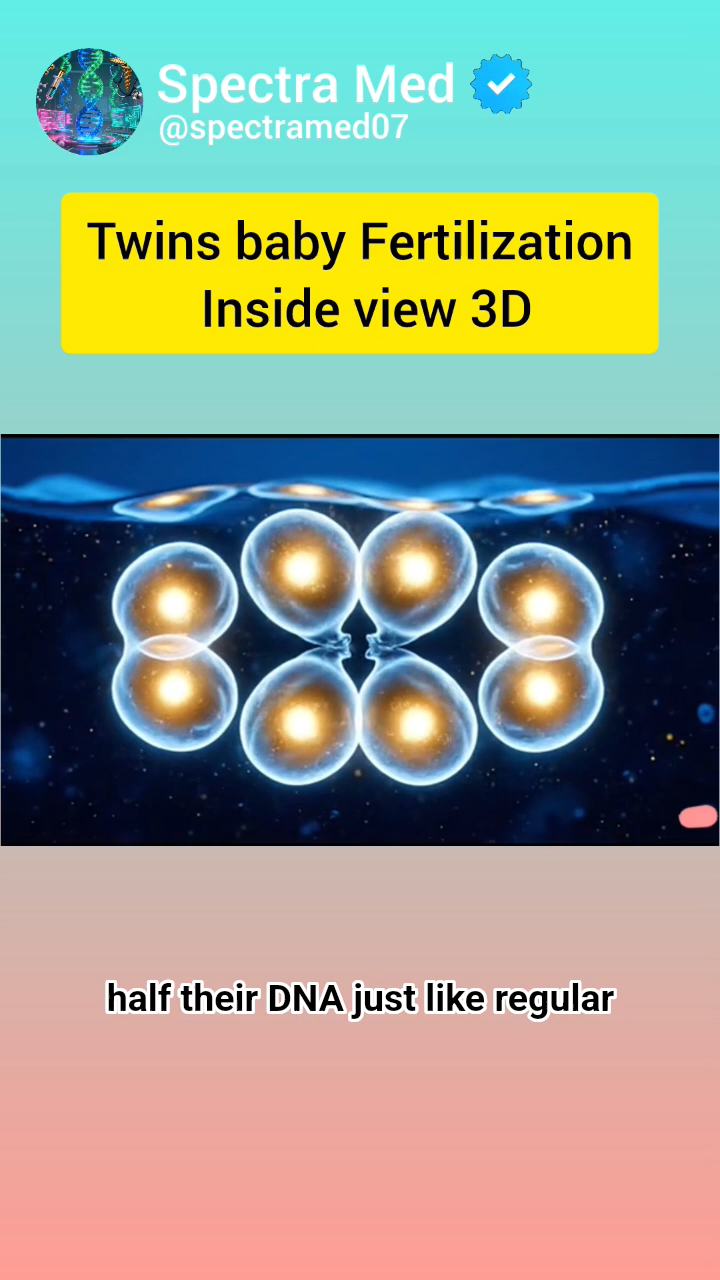 Spectra Med
@spectramed07
Twins baby Fertilization
Inside view 3D
half their DNA just like regular